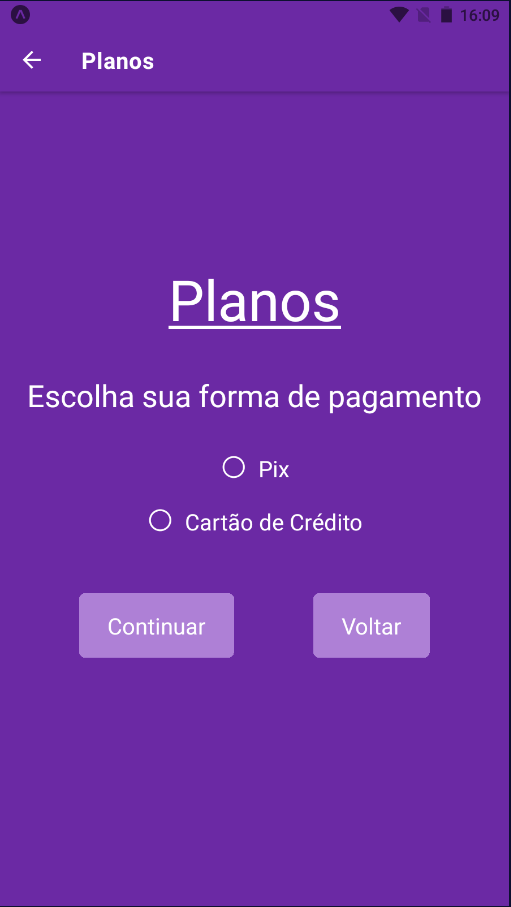 16:09
Planos
Planos
Escolha sua forma de pagamento
Pix
Cartão de Crédito
Continuar Voltar